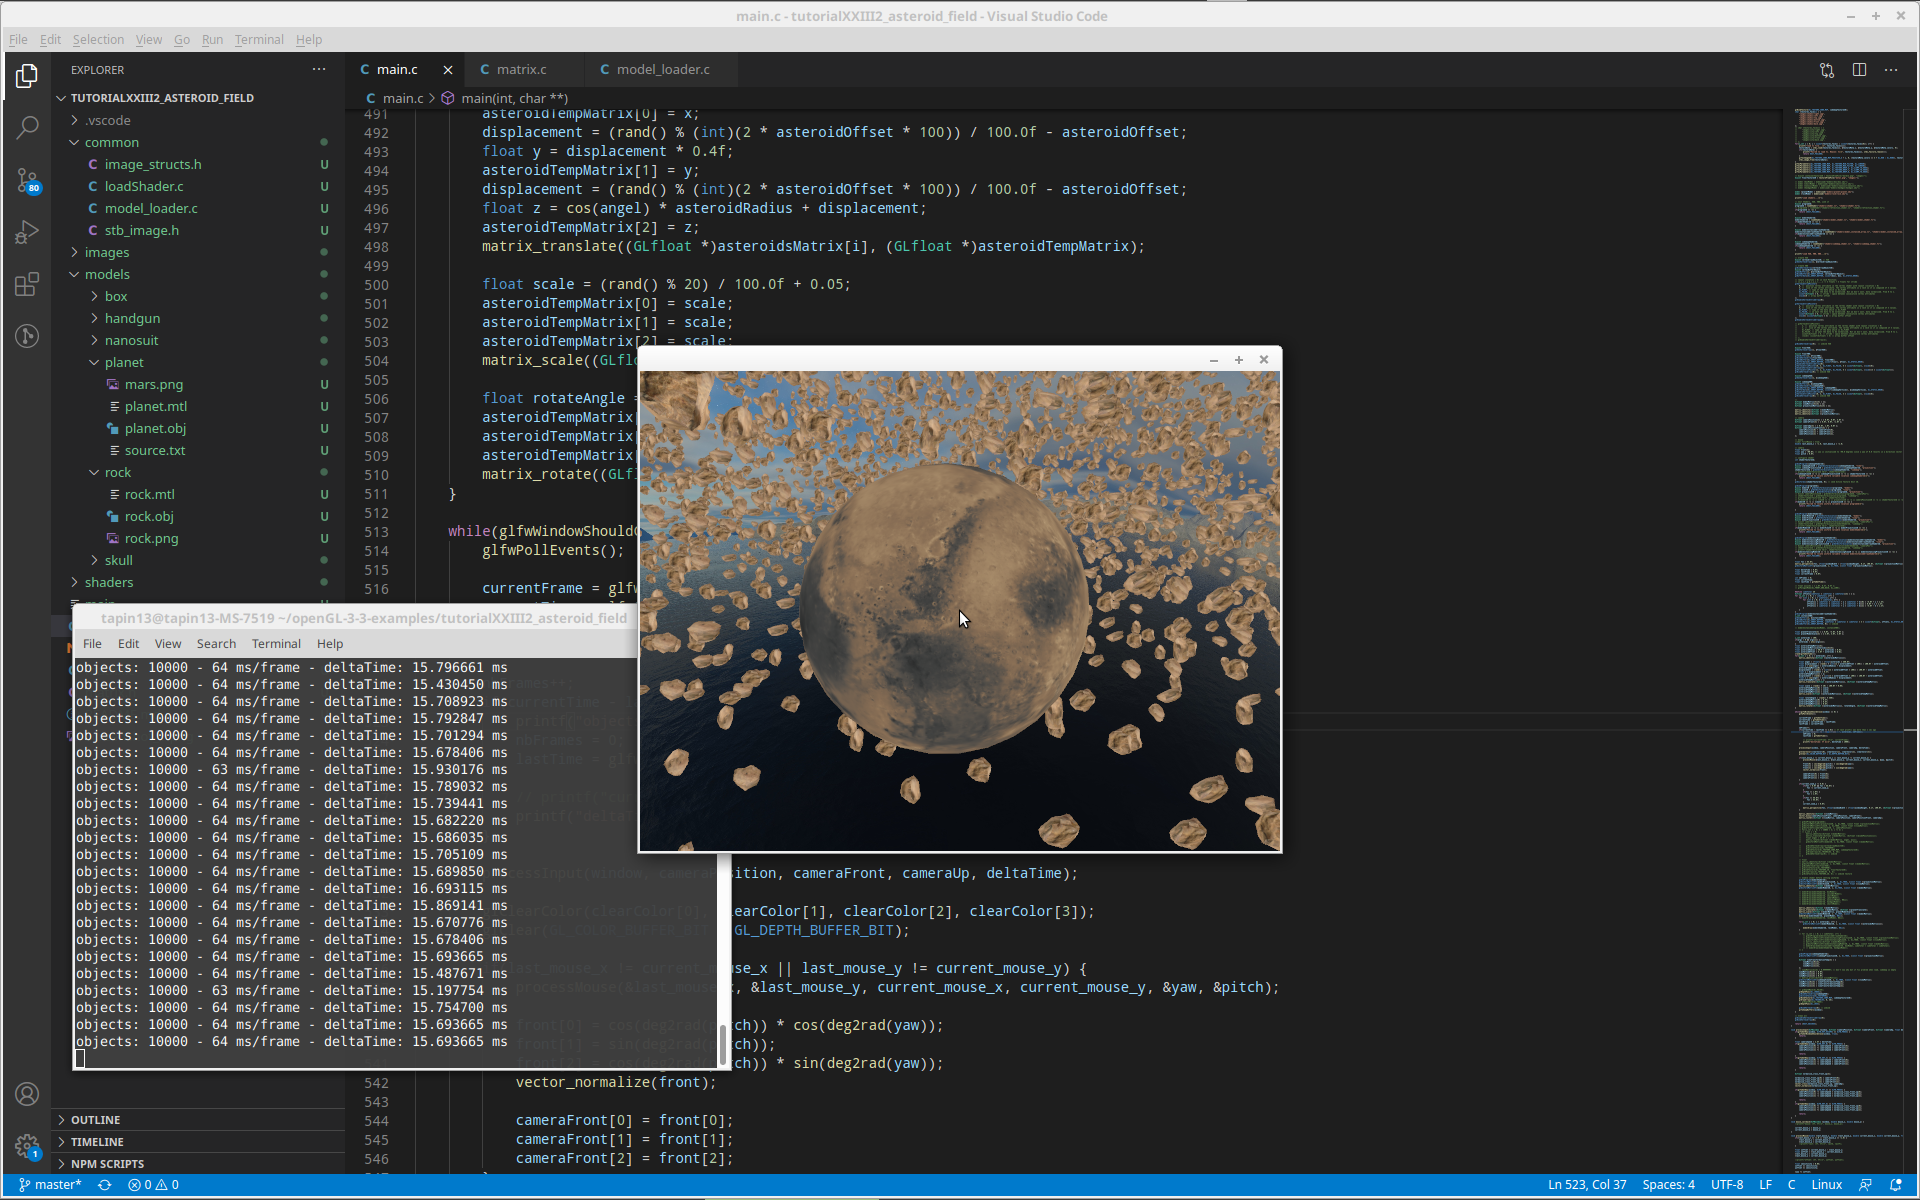 main.c - tutorialXXIII2_asteroid_field - Visual Studio Code
File Edit Selection View Go Run Terminal Help
EXPLORER
TUTORIALXXIII2_ASTEROID_FIELD
.vscode
common
C image_structs.h U
C loadShader.c U
C model_loader.c U
C stb_image.h U
images
models
box
handgun
nanosuit
planet
mars.png U
planet.mtl U
planet.obj U
source.txt U
rock
rock.mtl U
rock.obj U
rock.png U
skull
shaders
80
1
OUTLINE
TIMELINE
NPM SCRIPTS
C main.c C matrix.c C model_loader.c
C main.c > main(int, char **)
491 asteroidTempMatrix[0] = x;
492 displacement = (rand() % (int)(2 * asteroidOffset * 100)) / 100.0f - asteroidOffset;
493 float y = displacement * 0.4f;
494 asteroidTempMatrix[1] = y;
495 displacement = (rand() % (int)(2 * asteroidOffset * 100)) / 100.0f - asteroidOffset;
496 float z = cos(angel) * asteroidRadius + displacement;
497 asteroidTempMatrix[2] = z;
498 matrix_translate((GLfloat *)asteroidsMatrix[i], (GLfloat *)asteroidTempMatrix);
499
500 float scale = (rand() % 20) / 100.0f + 0.05;
501 asteroidTempMatrix[0] = scale;
502 asteroidTempMatrix[1] = scale;
503 asteroidTempMatrix[2] = scale;
504 matrix_scale((GLfl
505
506 float rotateAngle =
507 asteroidTempMatrix[
508 asteroidTempMatrix[
509 asteroidTempMatrix[
510 matrix_rotate((GLf
511 }
512
513 while(glfwWindowShould
514 glfwPollEvents();
515
516 currentFrame = glfw
tapin13@tapin13-MS-7519 ~/openGL-3-3-examples/tutorialXXIII2_asteroid_field
File Edit View Search Terminal Help
objects: 10000 - 64 ms/frame - deltaTime: 15.796661 ms
objects: 10000 - 64 ms/frame - deltaTime: 15.430450 ms
objects: 10000 - 64 ms/frame - deltaTime: 15.708923 ms
objects: 10000 - 64 ms/frame - deltaTime: 15.792847 ms
objects: 10000 - 64 ms/frame - deltaTime: 15.701294 ms
objects: 10000 - 64 ms/frame - deltaTime: 15.678406 ms
objects: 10000 - 63 ms/frame - deltaTime: 15.930176 ms
objects: 10000 - 64 ms/frame - deltaTime: 15.789032 ms
objects: 10000 - 64 ms/frame - deltaTime: 15.739441 ms
objects: 10000 - 64 ms/frame - deltaTime: 15.682220 ms
objects: 10000 - 64 ms/frame - deltaTime: 15.686035 ms
objects: 10000 - 64 ms/frame - deltaTime: 15.705109 ms
objects: 10000 - 64 ms/frame - deltaTime: 15.689850 ms
objects: 10000 - 64 ms/frame - deltaTime: 16.693115 ms
objects: 10000 - 64 ms/frame - deltaTime: 15.869141 ms
objects: 10000 - 64 ms/frame - deltaTime: 15.670776 ms
objects: 10000 - 64 ms/frame - deltaTime: 15.678406 ms
objects: 10000 - 64 ms/frame - deltaTime: 15.693665 ms
objects: 10000 - 64 ms/frame - deltaTime: 15.487671 ms
objects: 10000 - 63 ms/frame - deltaTime: 15.197754 ms
objects: 10000 - 64 ms/frame - deltaTime: 15.754700 ms
objects: 10000 - 64 ms/frame - deltaTime: 15.693665 ms
objects: 10000 - 64 ms/frame - deltaTime: 15.693665 ms
sition, cameraFront, cameraUp, deltaTime);
earColor[1], clearColor[2], clearColor[3]);
GL_DEPTH_BUFFER_BIT);
se_x || last_mouse_y != current_mouse_y) {
, &last_mouse_y, current_mouse_x, current_mouse_y, &yaw, &pitch);
tch)) * cos(deg2rad(yaw));
tch));
tch)) * sin(deg2rad(yaw));
542 vector_normalize(front);
543
544 cameraFront[0] = front[0];
545 cameraFront[1] = front[1];
546 cameraFront[2] = front[2];
master* 0 0 Ln 523, Col 37 Spaces: 4 UTF-8 LF C Linux